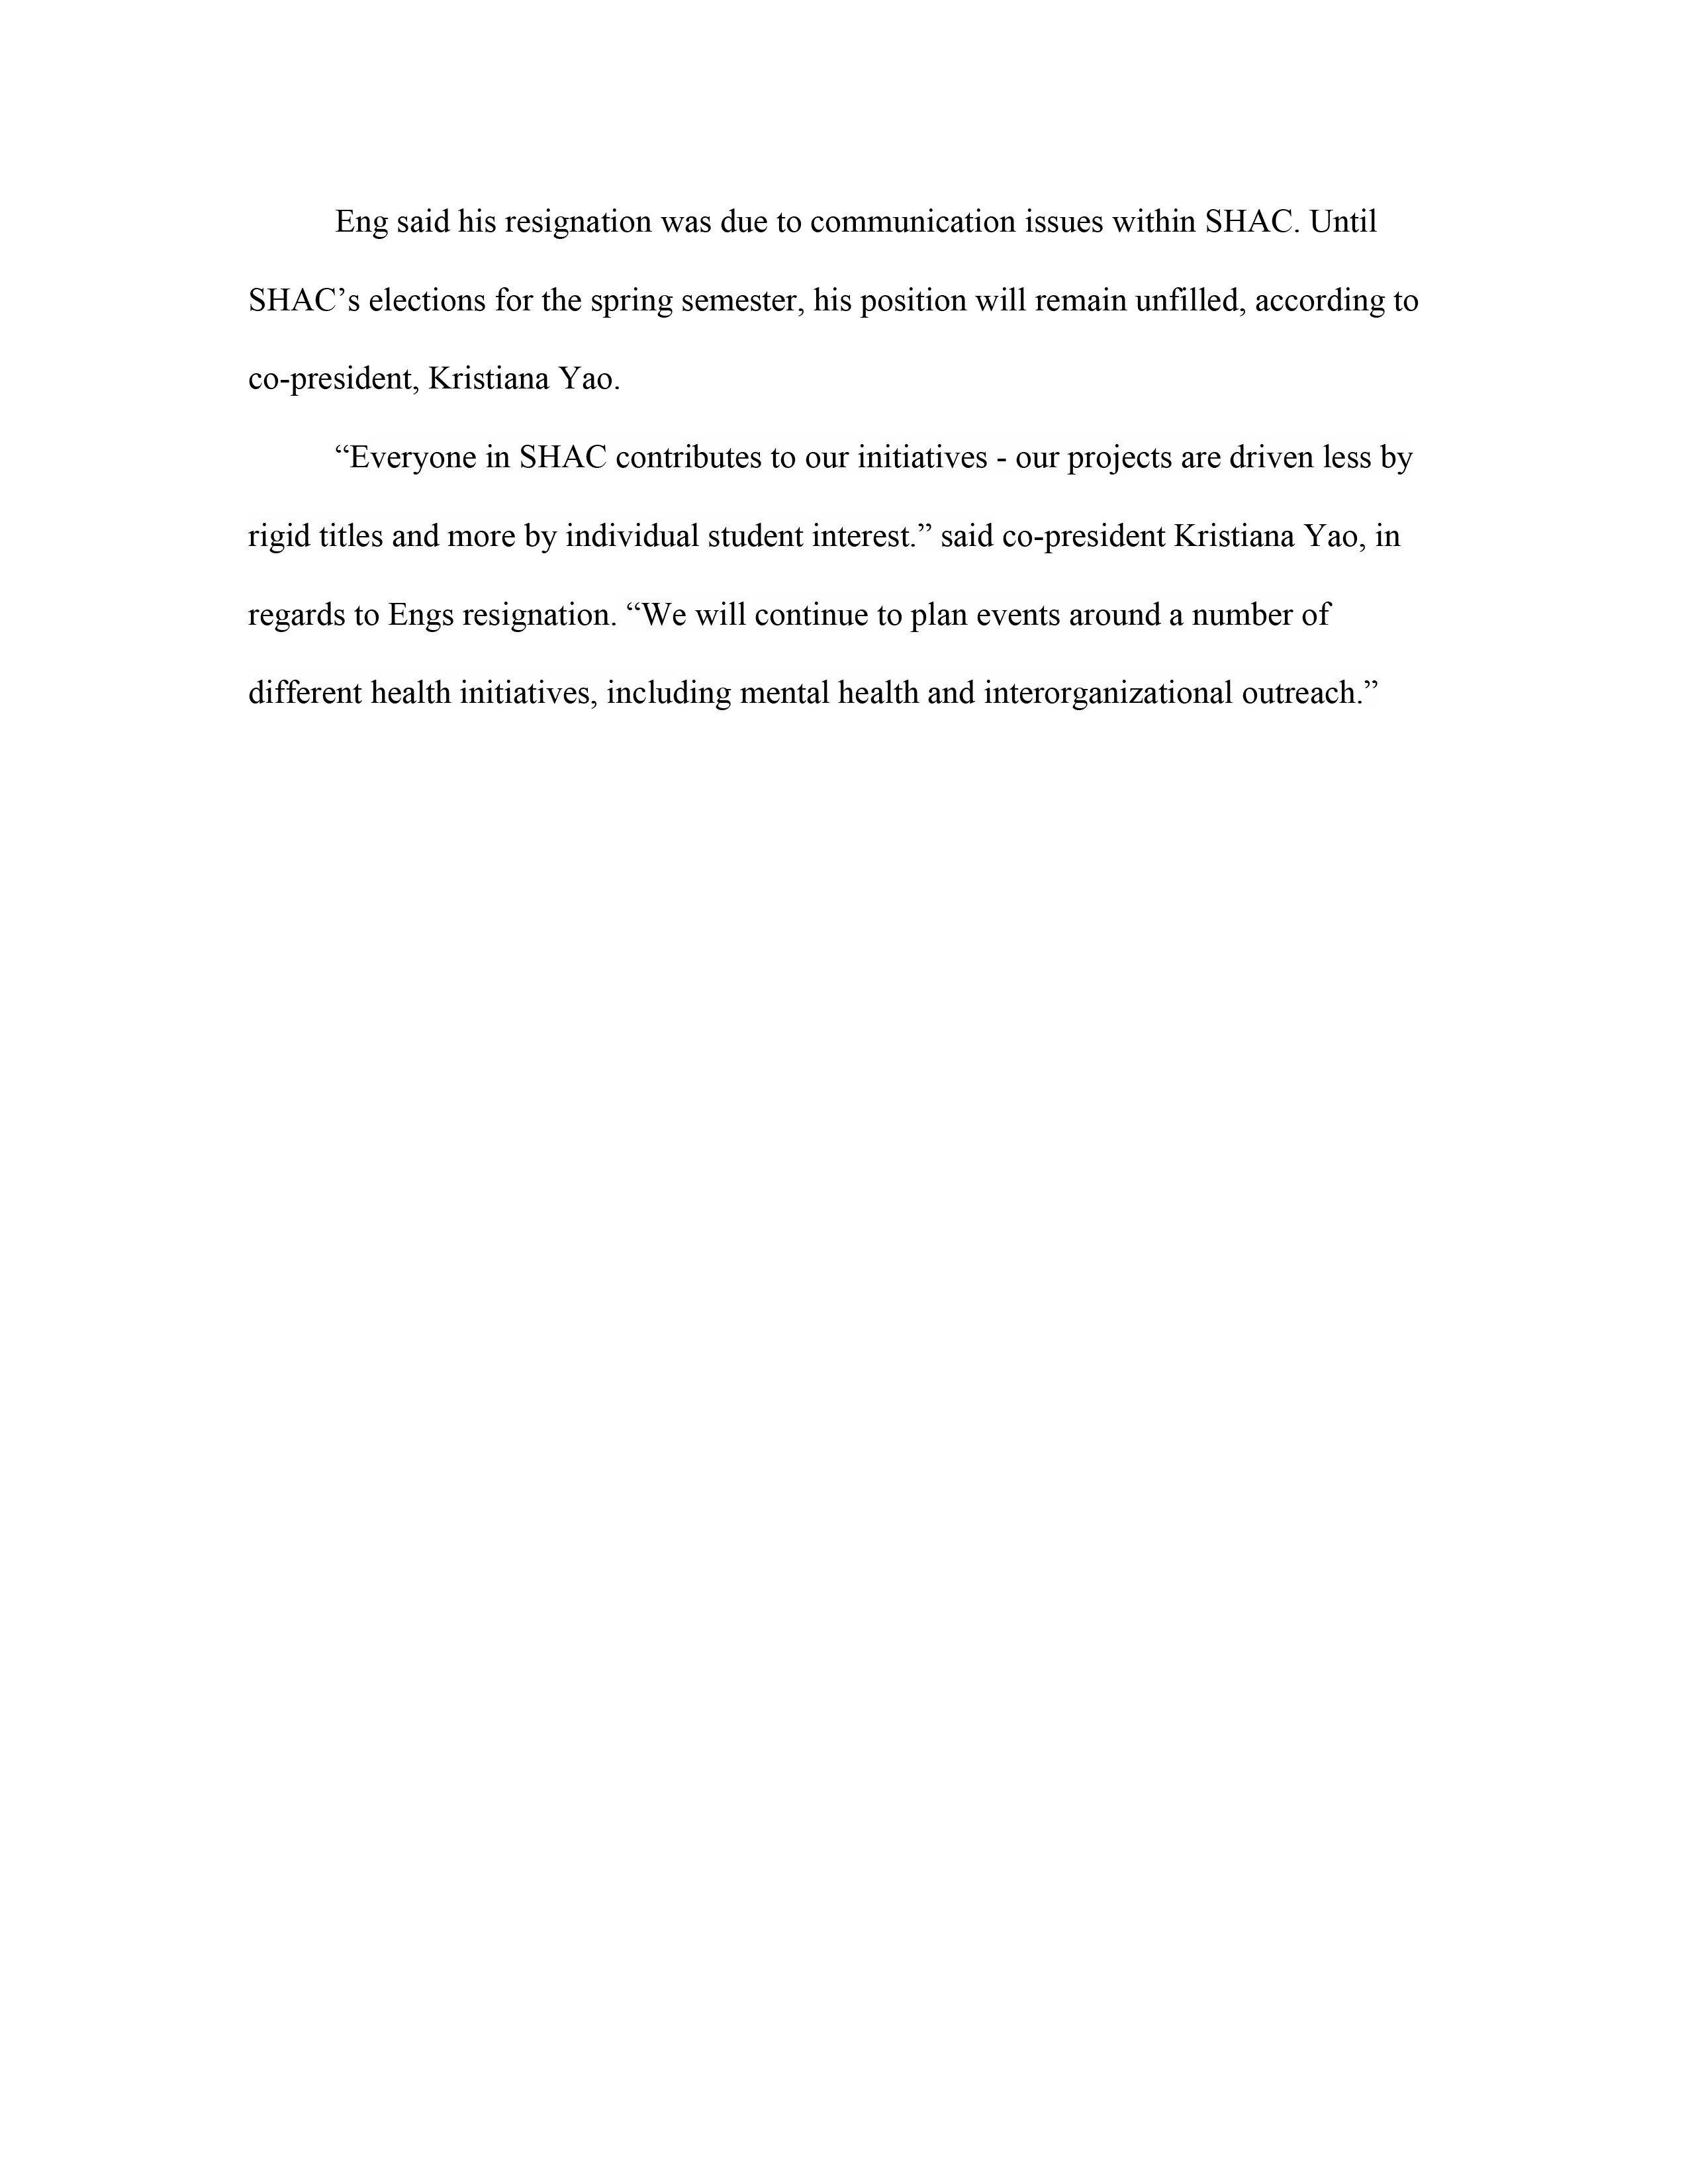 Eng said his resignation was due to communication issues within SHAC. Until
SHAC’s elections for the spring semester, his position will remain unfilled, according to
co-president, Kristiana Yao.
“Everyone in SHAC contributes to our initiatives - our projects are driven less by
rigid titles and more by individual student interest.” said co-president Kristiana Yao, in
regards to Engs resignation. “We will continue to plan events around a number of
different health initiatives, including mental health and interorganizational outreach.”